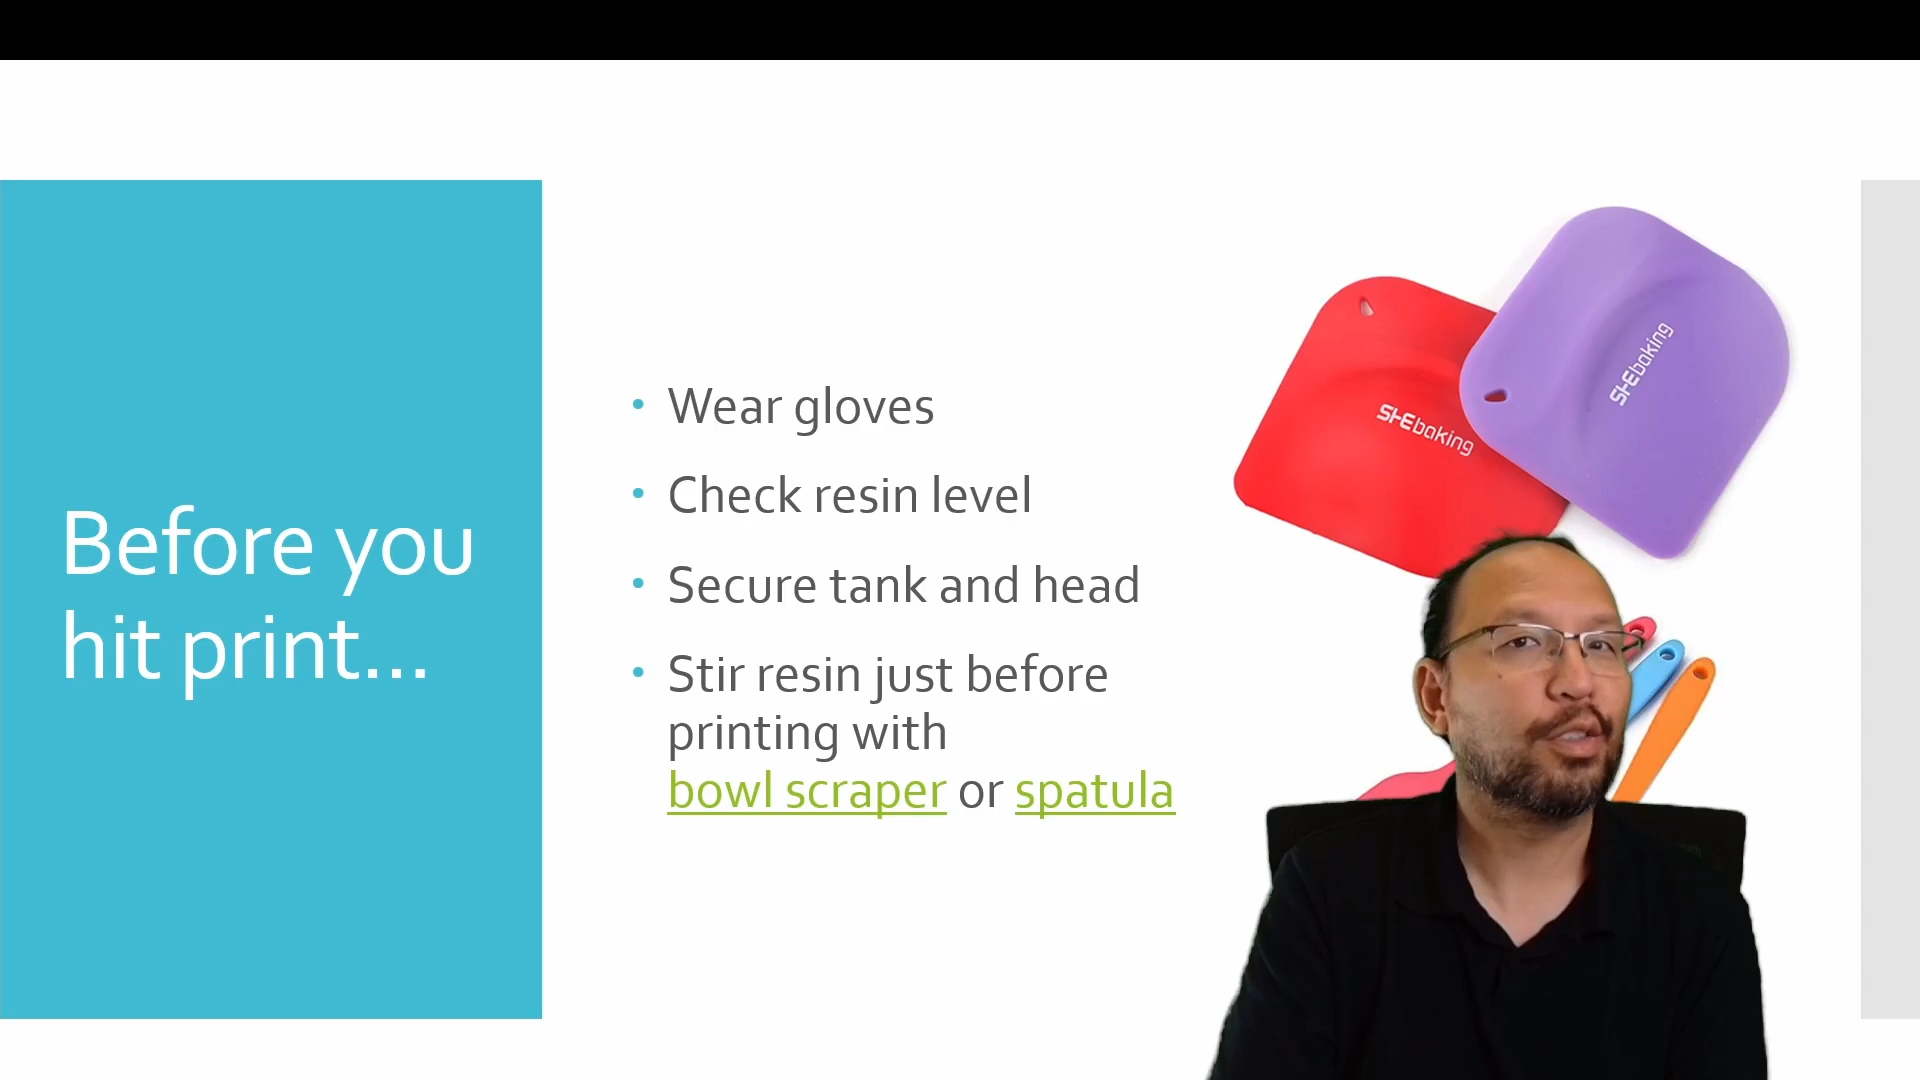 Before you
hit print...
• Wear gloves
• Check resin level
• Secure tank and head
• Stir resin just before
printing with
bowl scraper or spatula
SHEbaking
SHEbaking